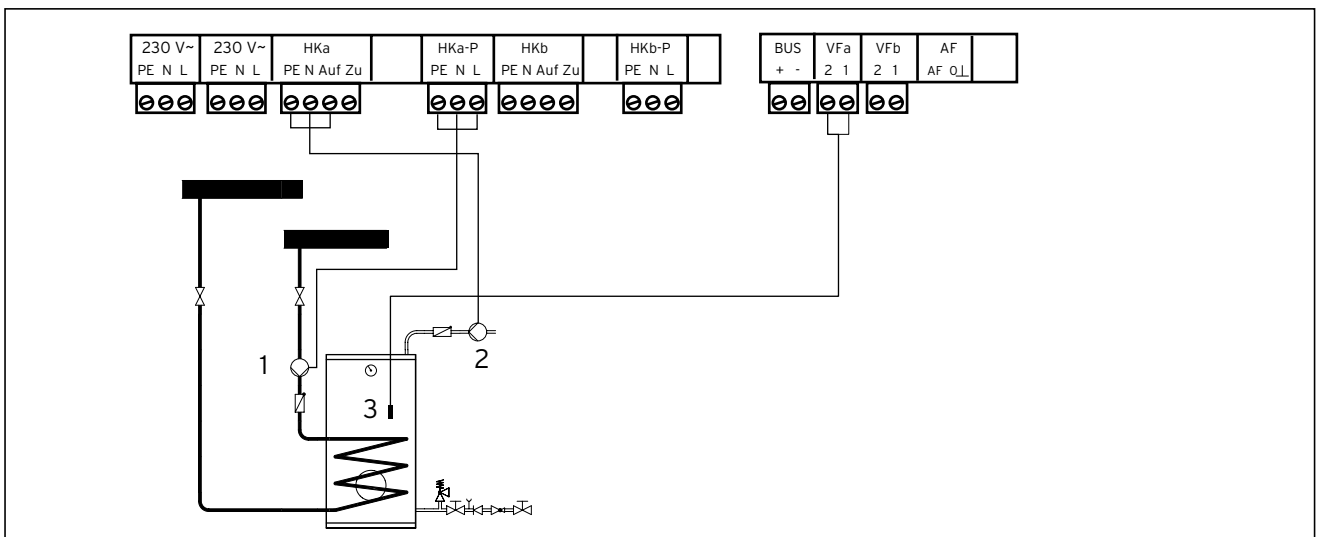 230 V~ 230 V~ HKa HKa-P HKb HKb-P BUS VFa VFb AF
PE N L PE N L PE N Auf Zu PE N L PE N Auf Zu PE N L + - 2 1 2 1 AF 0⊥
1
2
3